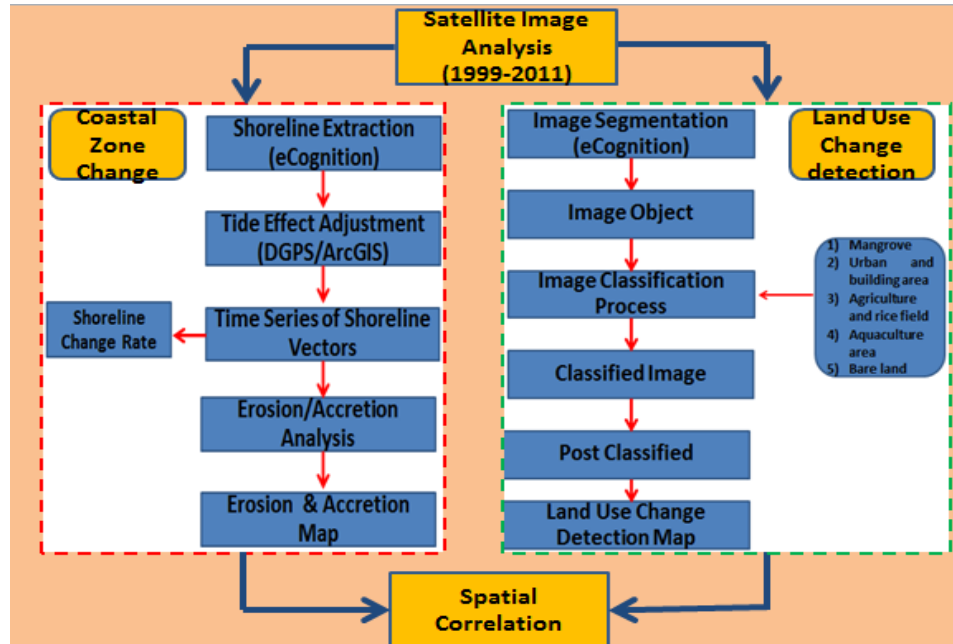 Satellite Image
Analysis
(1999-2011)
Coastal
Zone
Change
Shoreline Extraction
(eCognition)
Tide Effect Adjustment
(DGPS/ArcGIS)
Shoreline
Change Rate
Time Series of Shoreline
Vectors
Erosion/Accretion
Analysis
Erosion & Accretion
Map
Image Segmentation
(eCognition)
Land Use
Change
detection
Image Object
Image Classification
Process
1) Mangrove
2) Urban and
building area
3) Agriculture
and rice field
4) Aquaculture
area
5) Bare land
Classified Image
Post Classified
Land Use Change
Detection Map
Spatial
Correlation